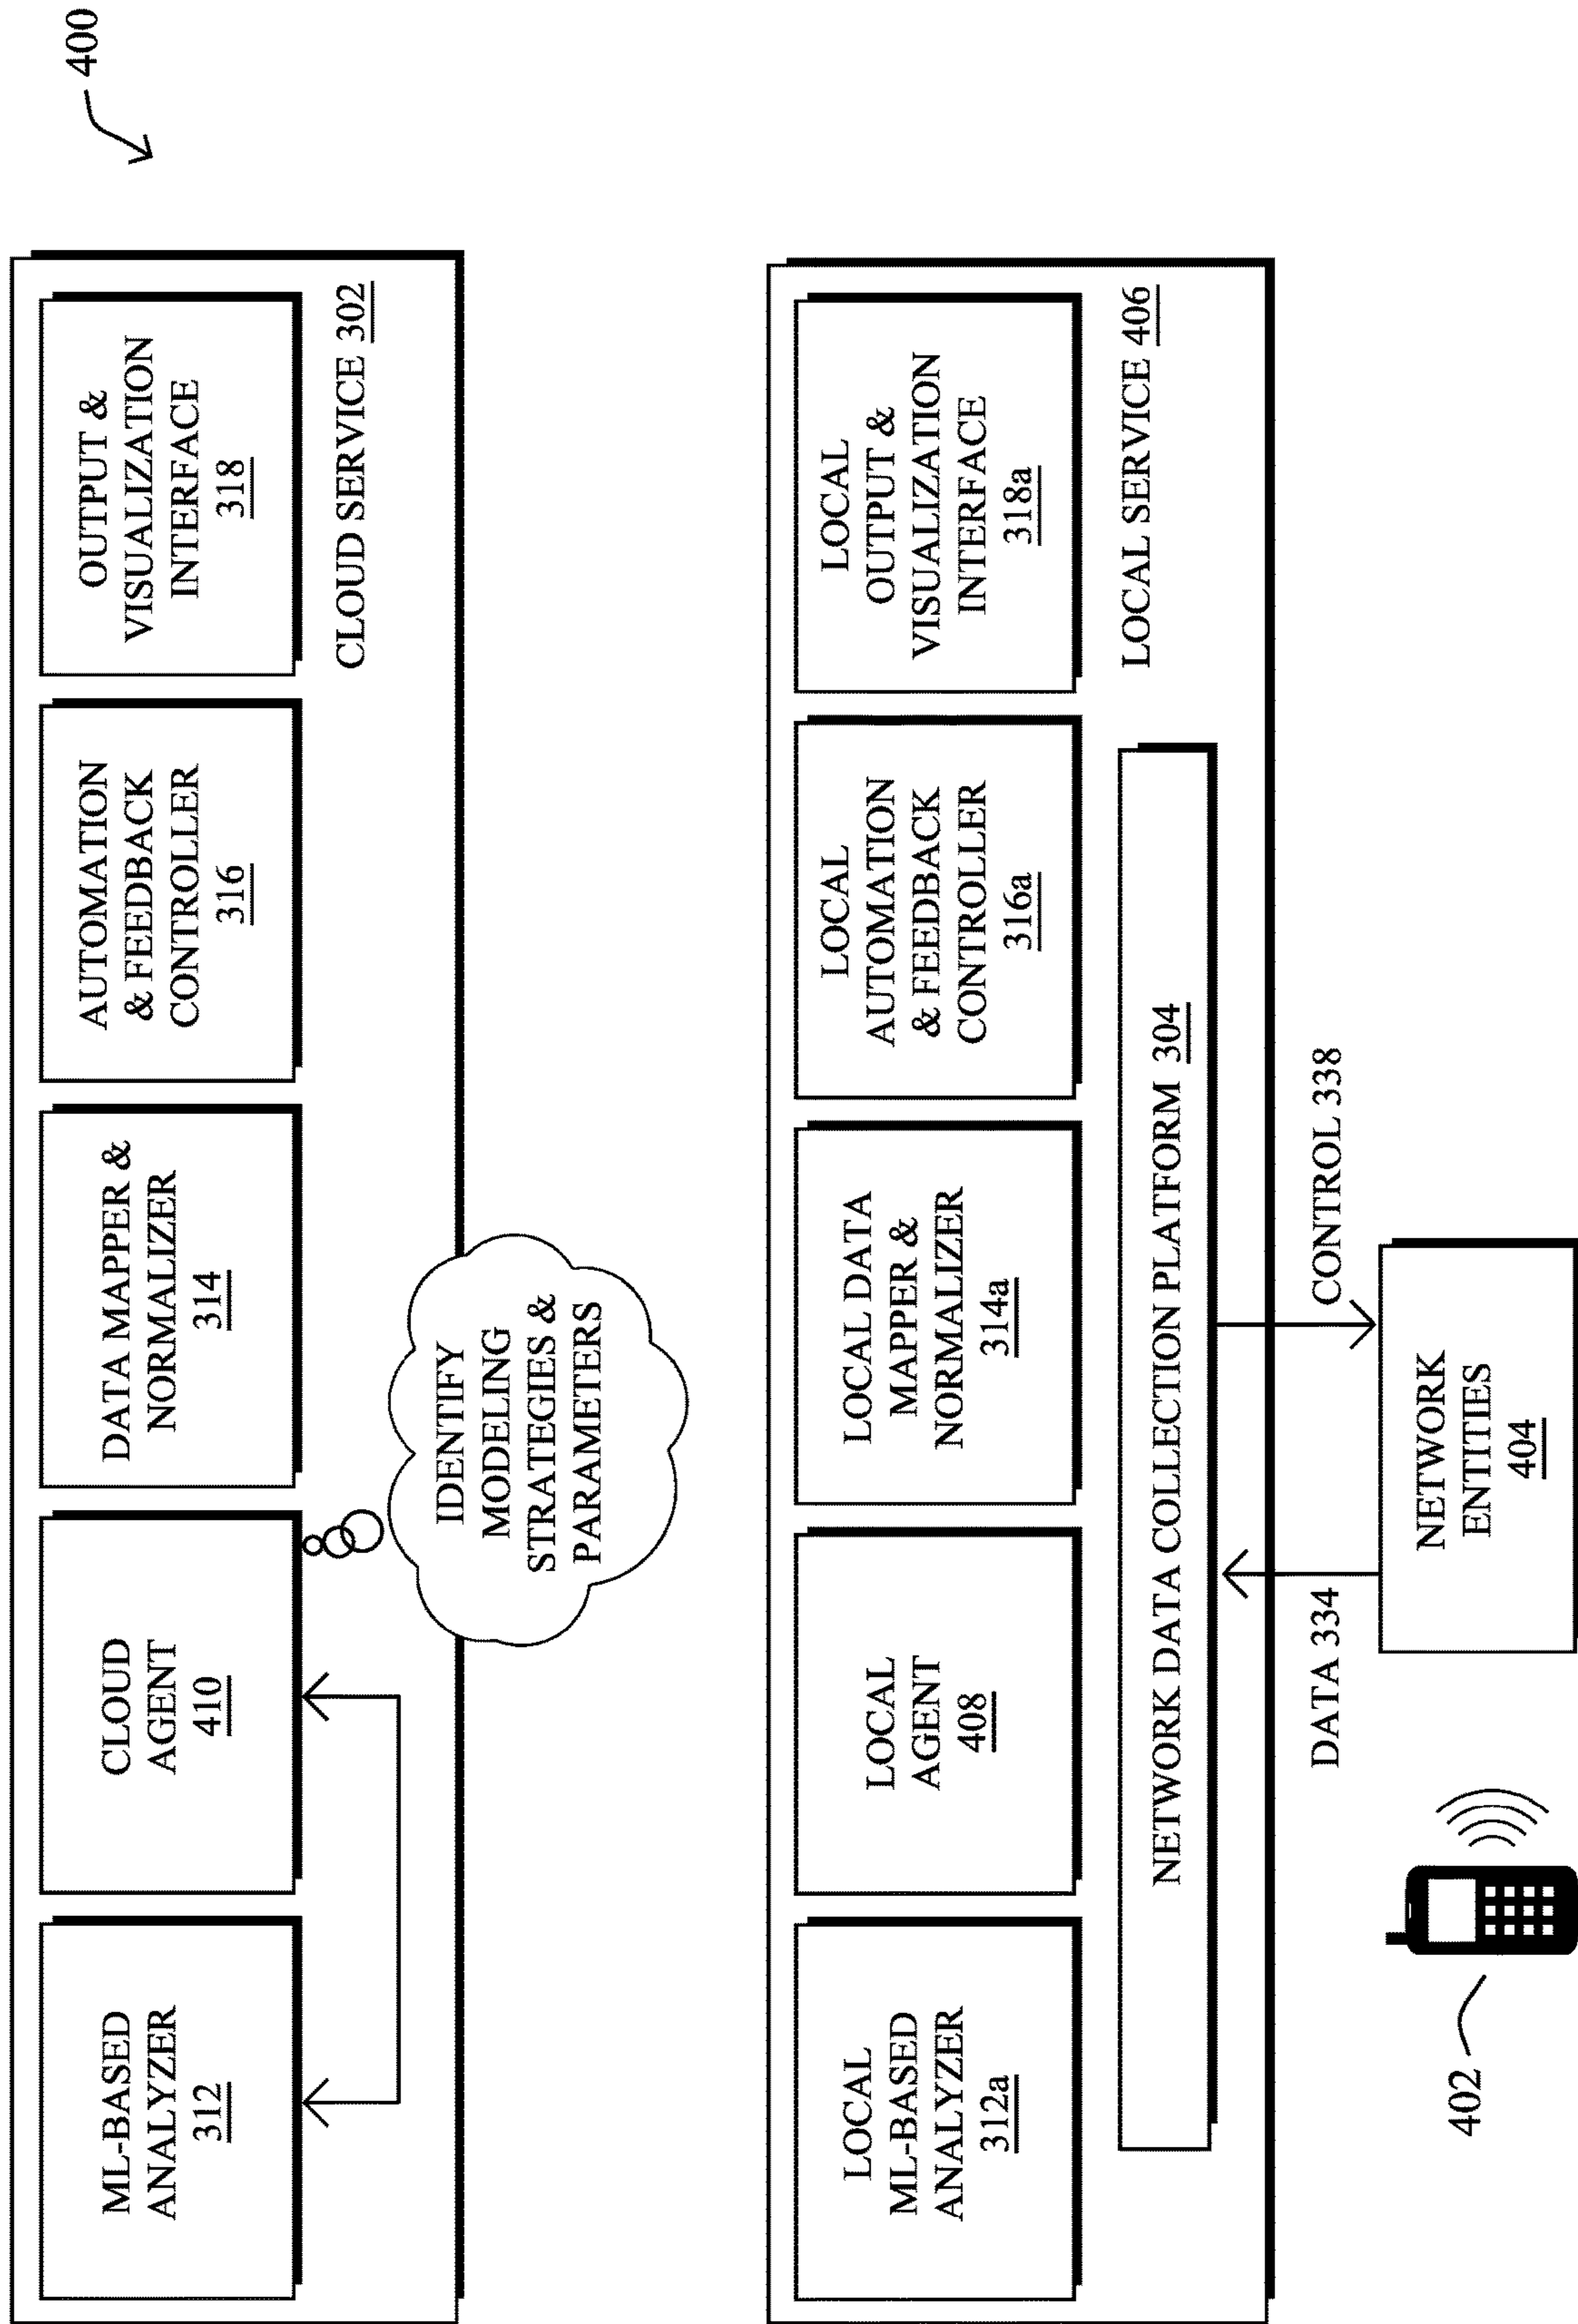 400
ML-BASED
ANALYZER
312
CLOUD
AGENT
410
DATA MAPPER &
NORMALIZER
314
AUTOMATION
& FEEDBACK
CONTROLLER
316
OUTPUT &
VISUALIZATION
INTERFACE
318
CLOUD SERVICE 302
IDENTIFY
MODELING
STRATEGIES &
PARAMETERS
LOCAL
ML-BASED
ANALYZER
312a
LOCAL
AGENT
408
LOCAL DATA
MAPPER &
NORMALIZER
314a
LOCAL
AUTOMATION
& FEEDBACK
CONTROLLER
316a
LOCAL
OUTPUT &
VISUALIZATION
INTERFACE
318a
LOCAL SERVICE 406
NETWORK DATA COLLECTION PLATFORM 304
DATA 334
CONTROL 338
402
NETWORK
ENTITIES
404